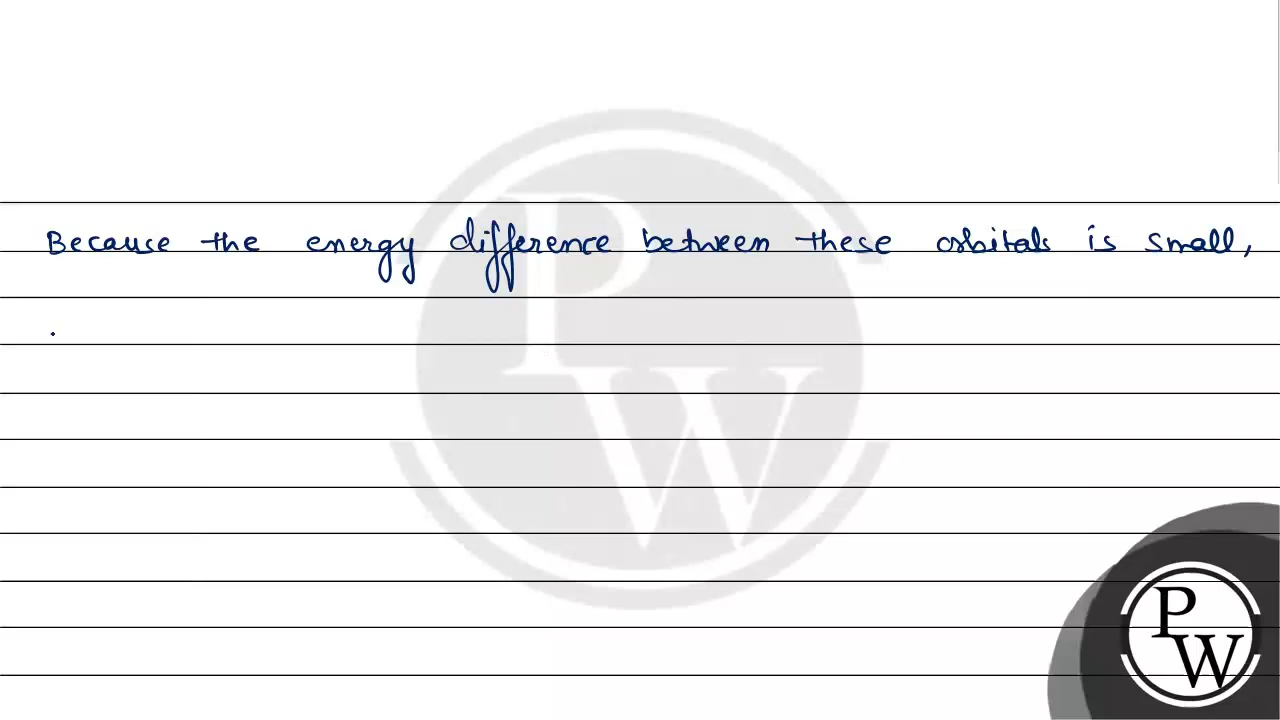 Because the energy difference between these orbitals is small,
P
W
P
W